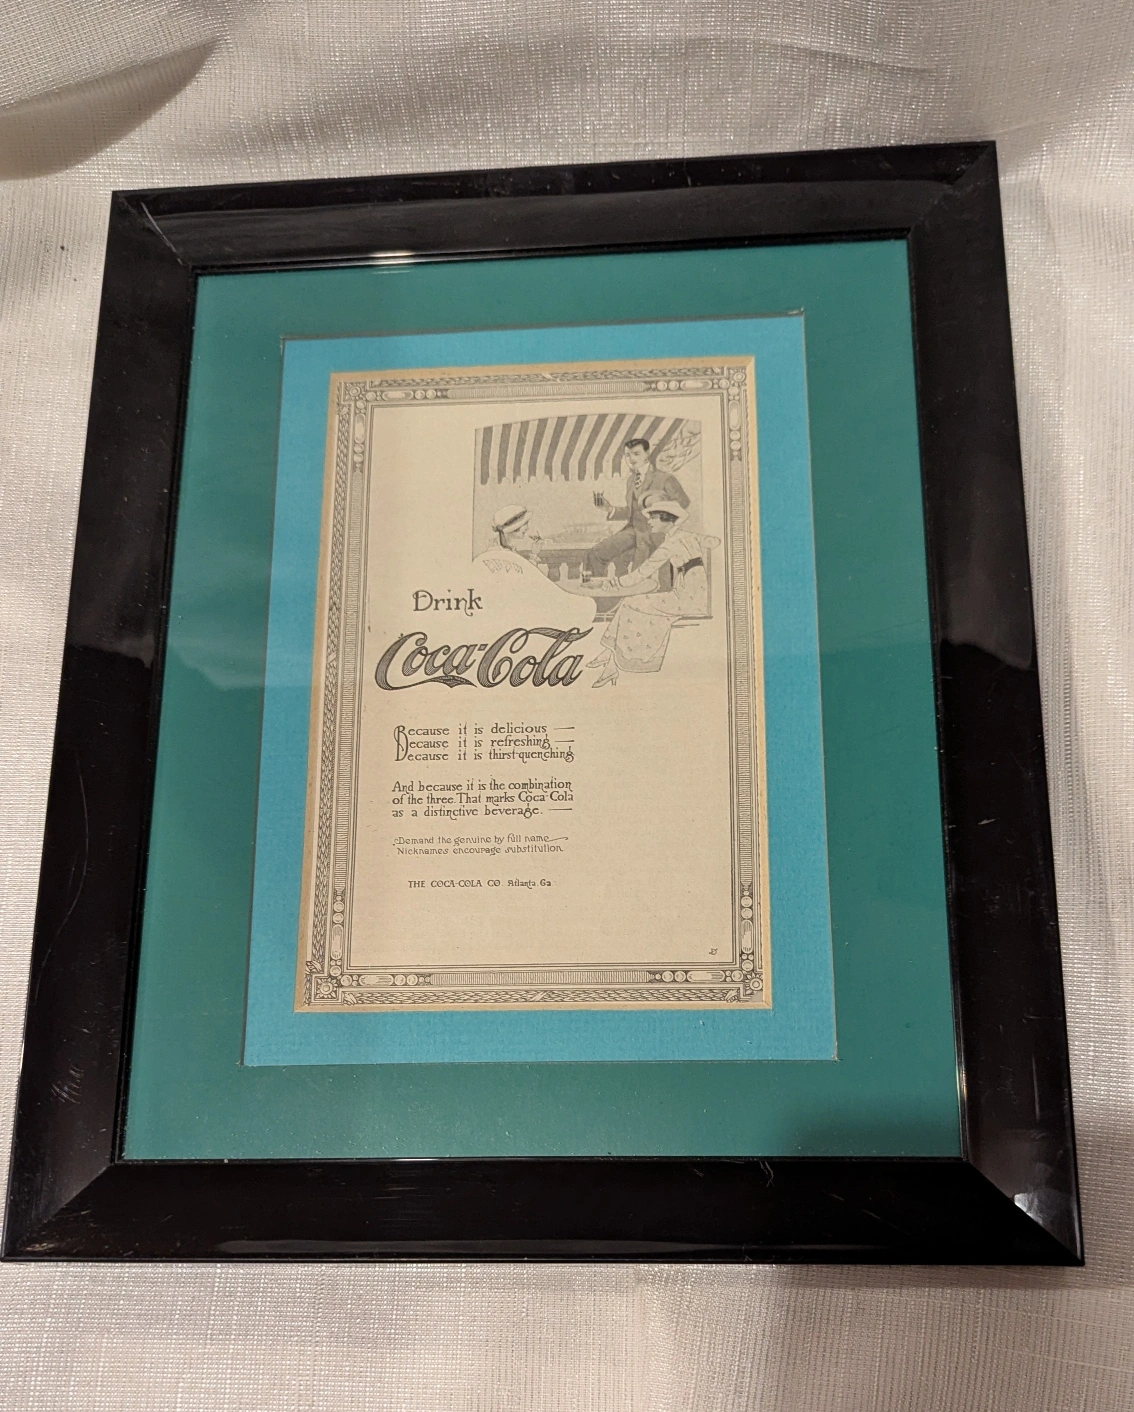 Drink
Coca-Cola
Because it is delicious —
Because it is refreshing —
Because it is thirst-quenching
And because it is the combination
of the three. That marks Coca-Cola
as a distinctive beverage. —
Demand the genuine by full name—
Nicknames encourage substitution.
THE COCA-COLA CO. Atlanta. Ga